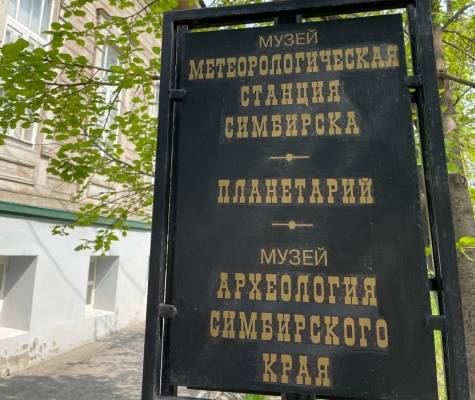 МУЗЕЙ
МЕТЕОРОЛОГИЧЕСКАЯ
СТАНЦИЯ
СИМБИРСКА
ПЛАНЕТАРИЙ
МУЗЕЙ
АРХЕОЛОГИЯ
СИМБИРСКОГО
КРАЯ